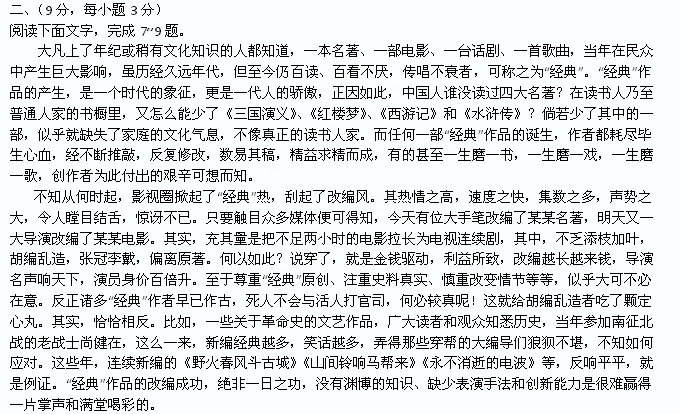 二、（9分，每小题 3分）
阅读下面文字，完成 7~9题。
大凡上了年纪或稍有文化知识的人都知道，一本名著、一部电影、一台话剧、一首歌曲，当年在民众
中产生巨大影响，虽历经久远年代，但至今仍百读、百看不厌，传唱不衰者，可称之为“经典”。“经典”作
品的产生，是一个时代的象征，更是一代人的骄傲，正因如此，中国人谁没读过四大名著？在读书人乃至
普通人家的书橱里，又怎么能少了《三国演义》、《红楼梦》、《西游记》和《水浒传》？倘若少了其中的一
部，似乎就缺失了家庭的文化气息，不像真正的读书人家。而任何一部“经典”作品的诞生，作者都耗尽毕
生心血，经不断推敲，反复修改，数易其稿，精益求精而成，有的甚至一生磨一书，一生磨一戏，一生磨
一歌，创作者为此付出的艰辛可想而知。
不知从何时起，影视圈掀起了“经典”热，刮起了改编风。其热情之高，速度之快，集数之多，声势之
大，令人瞠目结舌，惊讶不已。只要触目众多媒体便可得知，今天有位大手笔改编了某某名著，明天又一
大导演改编了某某电影。其实，充其量是把不足两小时的电影拉长为电视连续剧，其中，不乏添枝加叶，
胡编乱造，张冠李戴，偏离原著。何以如此？说穿了，就是金钱驱动，利益所致，改编越长越来钱，导演
名声响天下，演员身价百倍升。至于尊重“经典”原创、注重史料真实、慎重改变情节等等，似乎大可不必
在意。反正诸多“经典”作者早已作古，死人不会与活人打官司，何必较真呢！这就给胡编乱造者吃了颗定
心丸。其实，恰恰相反。比如，一些关于革命史的文艺作品，广大读者和观众知悉历史，当年参加南征北
战的老战士尚健在，这么一来，新编经典越多，笑话越多，弄得那些穿帮的大编导们狼狈不堪，不知如何
应对。这些年，连续新编的《野火春风斗古城》《山间铃响马帮来》《永不消逝的电波》等，反响平平，就
是例证。“经典”作品的改编成功，绝非一日之功，没有渊博的知识、缺少表演手法和创新能力是很难赢得
一片掌声和满堂喝彩的。